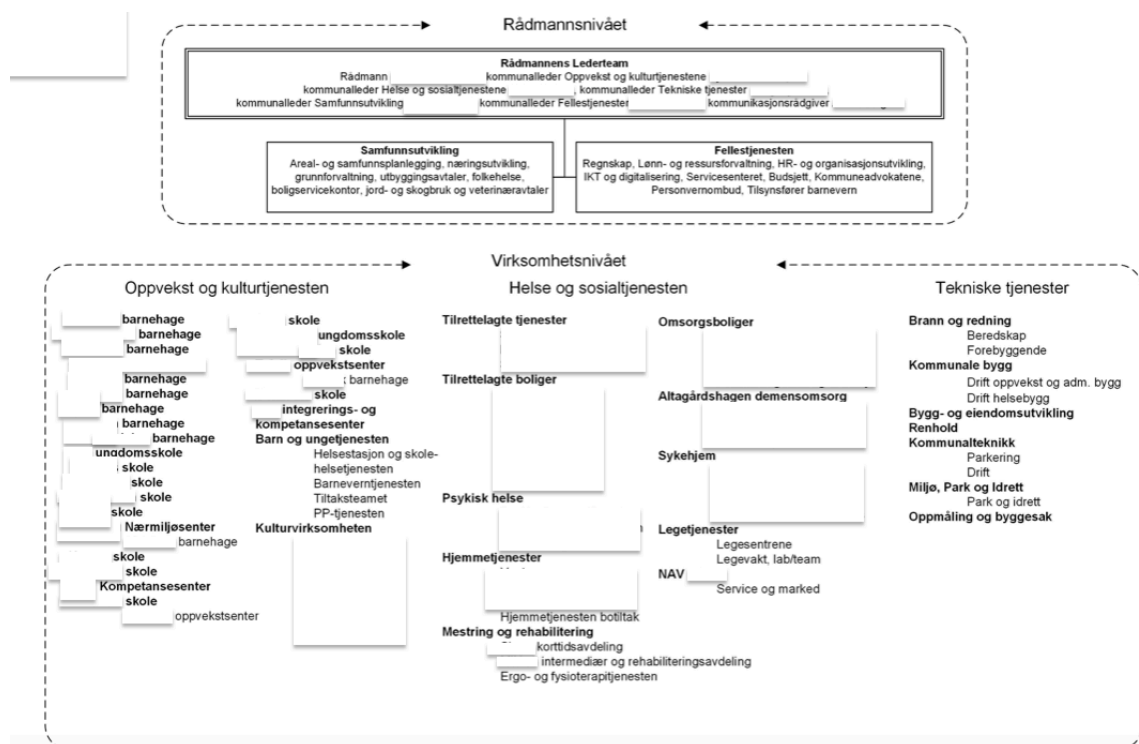 Rådmannsnivået
Rådmannens Lederteam
Rådmann kommunalleder Oppvekst og kulturtjenestene
kommunalleder Helse og sosialtjenestene , kommunalleder Tekniske tjenester
kommunalleder Samfunnsutvikling kommunalleder Fellestjenester kommunikasjonsrådgiver
Samfunnsutvikling
Areal- og samfunnsplanlegging, næringsutvikling,
grunnforvaltning, utbyggingsavtaler, folkehelse,
boligservicekontor, jord- og skogbruk og veterinæravtaler
Fellestjenesten
Regnskap, Lønn- og ressursforvaltning, HR- og organisasjonsutvikling,
IKT og digitalisering, Servicesenteret, Budsjett, Kommuneadvokatene,
Personvernombud, Tilsynsfører barnevern
Virksomhetsnivået
Oppvekst og kulturtjenesten
barnehage
barnehage
barnehage
barnehage
barnehage
barnehage
barnehage
barnehage
ungdomsskole
skole
skole
skole
skole
Nærmiljøsenter
barnehage
skole
skole
Kompetansesenter
skole
oppvekstsenter
skole
ungdomsskole
skole
oppvekstsenter
barnehage
skole
integrerings- og
kompetansesenter
Barn og ungetjenesten
Helsestasjon og skole-
helsetjenesten
Barneverntjenesten
Tiltaksteamet
PP-tjenesten
Kulturvirksomheten
Helse og sosialtjenesten
Tilrettelagte tjenester
Tilrettelagte boliger
Psykisk helse
Hjemmetjenester
Hjemmetjenesten botiltak
Mestring og rehabilitering
korttidsavdeling
intermediær og rehabiliteringsavdeling
Ergo- og fysioterapitjenesten
Omsorgsboliger
Altagårdshagen demensomsorg
Sykehjem
Legetjenester
Legesentrene
Legevakt, lab/team
NAV
Service og marked
Tekniske tjenester
Brann og redning
Beredskap
Forebyggende
Kommunale bygg
Drift oppvekst og adm. bygg
Drift helsebygg
Bygg- og eiendomsutvikling
Renhold
Kommunalteknikk
Parkering
Drift
Miljø, Park og Idrett
Park og idrett
Oppmåling og byggesak